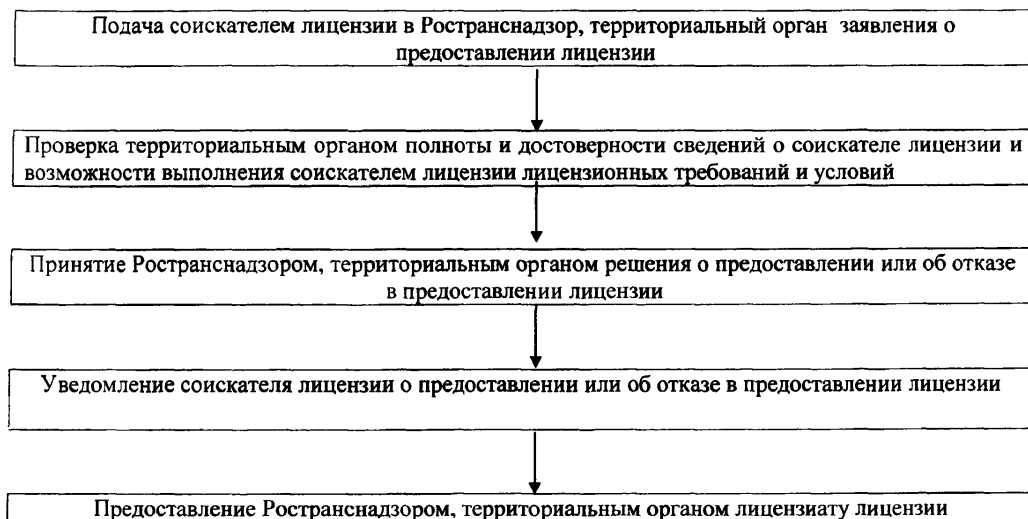 Подача соискателем лицензии в Ространснадзор, территориальный орган заявления о
предоставлении лицензии
Проверка территориальным органом полноты и достоверности сведений о соискателе лицензии и
возможности выполнения соискателем лицензии лицензионных требований и условий
Принятие Ространснадзором, территориальным органом решения о предоставлении или об отказе
в предоставлении лицензии
Уведомление соискателя лицензии о предоставлении или об отказе в предоставлении лицензии
Предоставление Ространснадзором, территориальным органом лицензиату лицензии